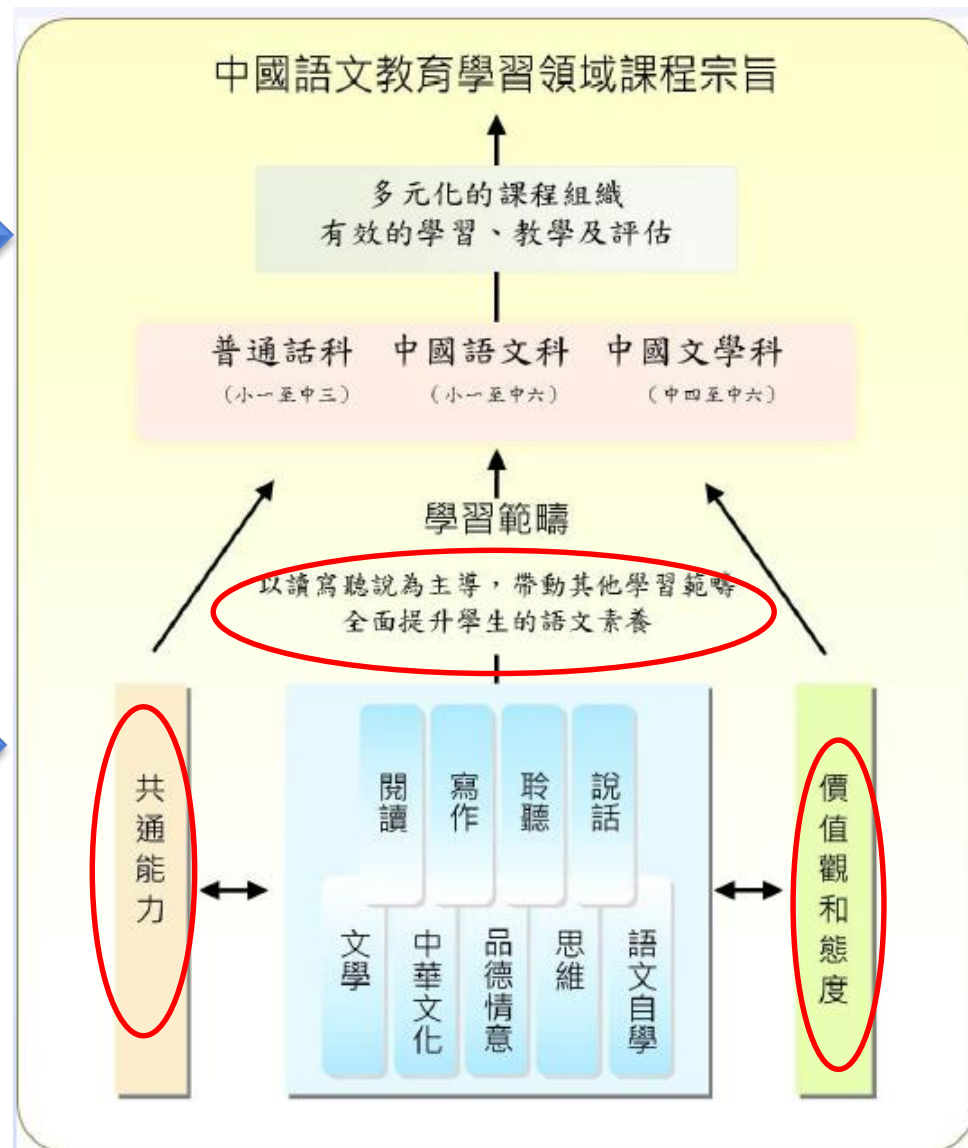 中國語文教育學習領域課程宗旨
多元化的課程組織
有效的學習、教學及評估
普通話科 中國語文科 中國文學科
（小一至中三） （小一至中六） （中四至中六）
學習範疇
以讀寫聽說為主導，帶動其他學習範疇
全面提升學生的語文素養
共通能力
閱讀
寫作
聆聽
說話
文學
中華文化
品德情意
思維
語文自學
價值觀和態度